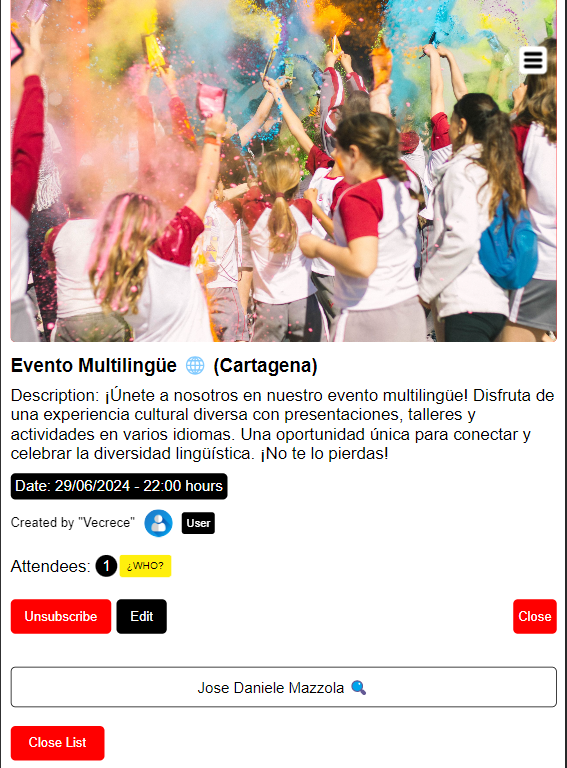 Evento Multilingüe 🌐 (Cartagena)
Description: ¡Únete a nosotros en nuestro evento multilingüe! Disfruta de
una experiencia cultural diversa con presentaciones, talleres y
actividades en varios idiomas. Una oportunidad única para conectar y
celebrar la diversidad lingüística. ¡No te lo pierdas!
Date: 29/06/2024 - 22:00 hours
Created by "Vecrece" User
Attendees: 1 ¿WHO?
Unsubscribe Edit Close
Jose Daniele Mazzola 🔍
Close List